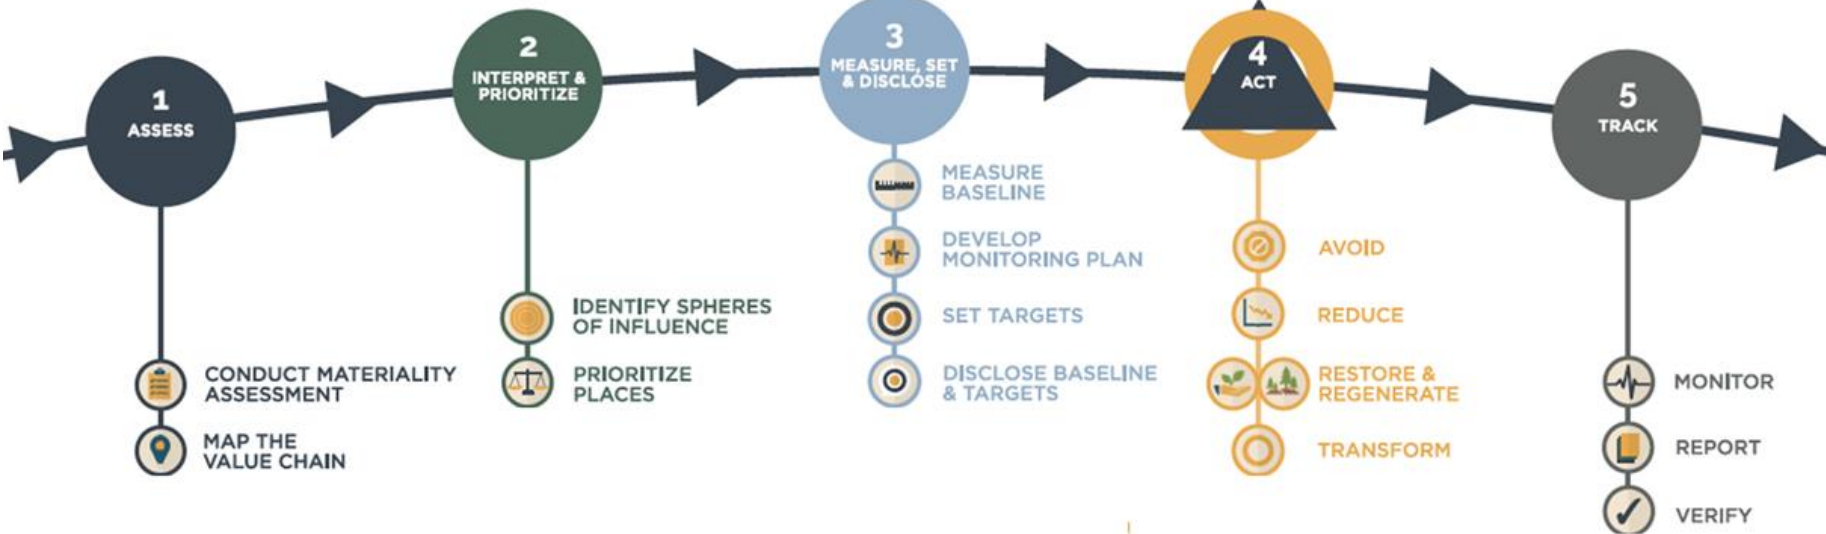 1
ASSESS
CONDUCT MATERIALITY
ASSESSMENT
MAP THE
VALUE CHAIN
2
INTERPRET &
PRIORITIZE
IDENTIFY SPHERES
OF INFLUENCE
PRIORITIZE
PLACES
3
MEASURE, SET
& DISCLOSE
MEASURE
BASELINE
DEVELOP
MONITORING PLAN
SET TARGETS
DISCLOSE BASELINE
& TARGETS
4
ACT
AVOID
REDUCE
RESTORE &
REGENERATE
TRANSFORM
5
TRACK
MONITOR
REPORT
VERIFY